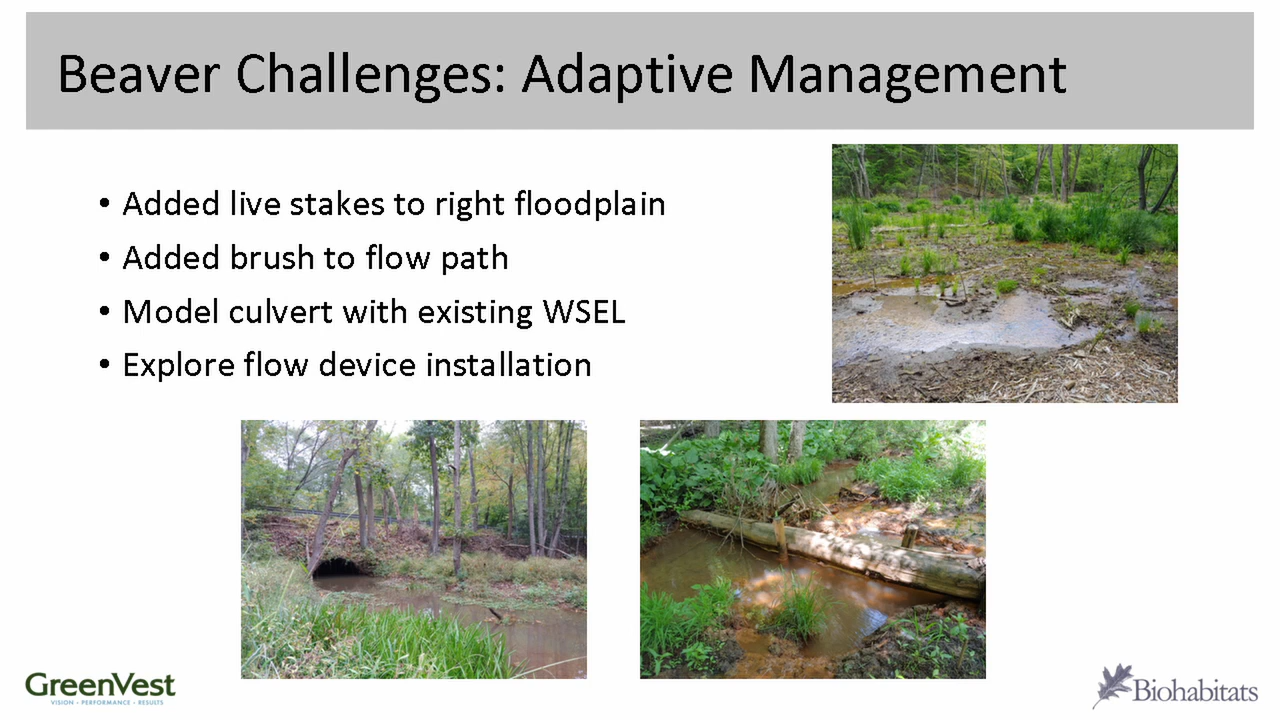 Beaver Challenges: Adaptive Management
• Added live stakes to right floodplain
• Added brush to flow path
• Model culvert with existing WSEL
• Explore flow device installation
GreenVest
VISION • PERFORMANCE • RESULTS
Biohabitats